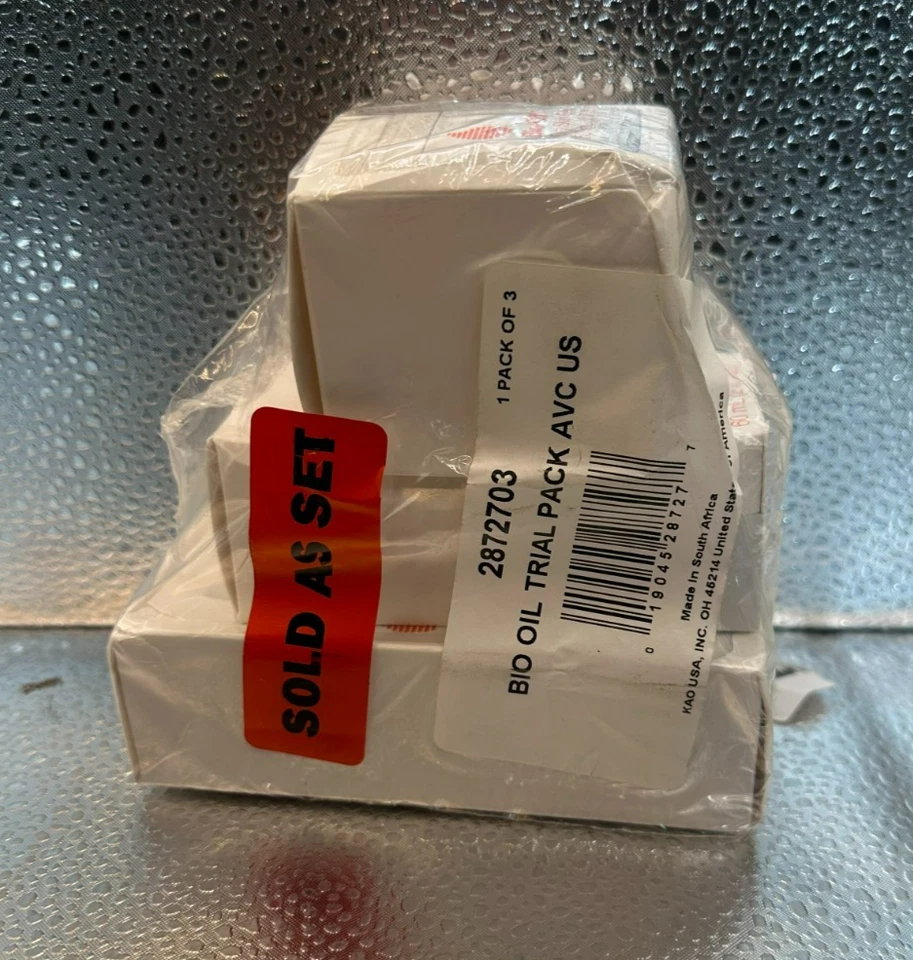 SOLD AS SET
1 PACK OF 3
2872703
BIO OIL TRIAL PACK AVC US
0 19045 28727 7
Made in South Africa
KAO USA, INC. OH 45214 United States of America
60 mL